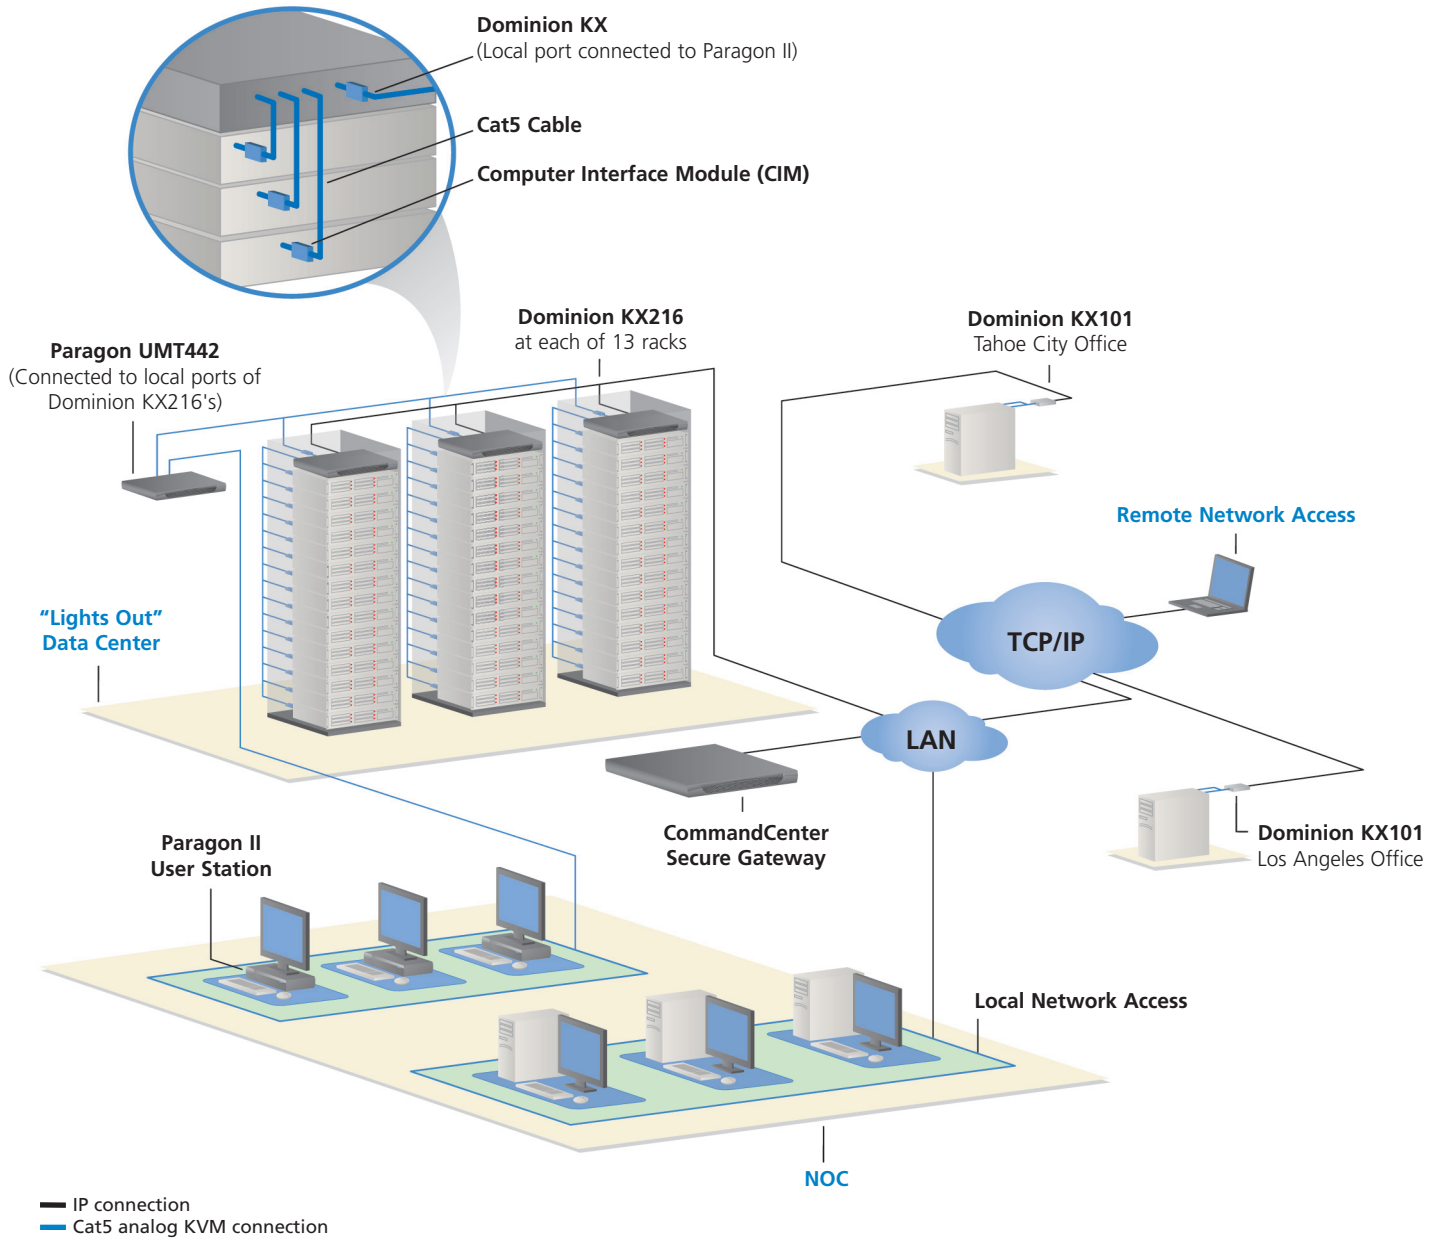 Dominion KX
(Local port connected to Paragon II)
Cat5 Cable
Computer Interface Module (CIM)
Dominion KX216
at each of 13 racks
Dominion KX101
Tahoe City Office
Paragon UMT442
(Connected to local ports of
Dominion KX216's)
Remote Network Access
“Lights Out”
Data Center
TCP/IP
LAN
CommandCenter
Secure Gateway
Dominion KX101
Los Angeles Office
Paragon II
User Station
Local Network Access
NOC
IP connection
Cat5 analog KVM connection